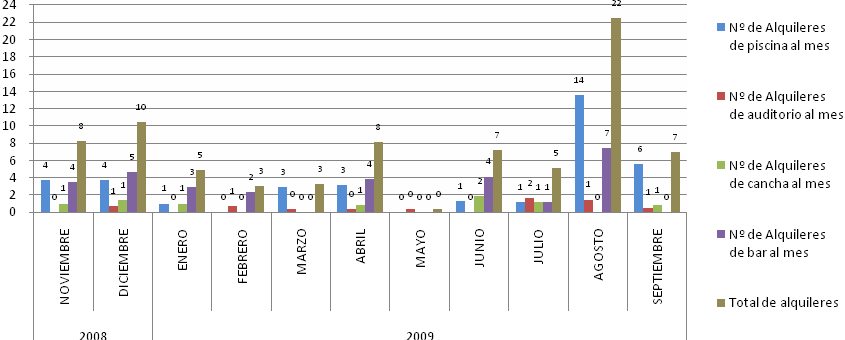 24
22
20
18
16
14
12
10
8
6
4
2
0
4 0 1 4 8
4 1 1 5 10
1 0 1 3 5
0 1 0 2 3
3 0 0 0 3
3 0 1 4 8
0 0 0 0 0
1 0 2 4 7
1 2 1 1 5
14 1 0 7 22
6 1 1 0 7
NOVIEMBRE
DICIEMBRE
ENERO
FEBRERO
MARZO
ABRIL
MAYO
JUNIO
JULIO
AGOSTO
SEPTIEMBRE
2008
2009
Nº de Alquileres
de piscina al mes
Nº de Alquileres
de auditorio al mes
Nº de Alquileres
de cancha al mes
Nº de Alquileres
de bar al mes
Total de alquileres